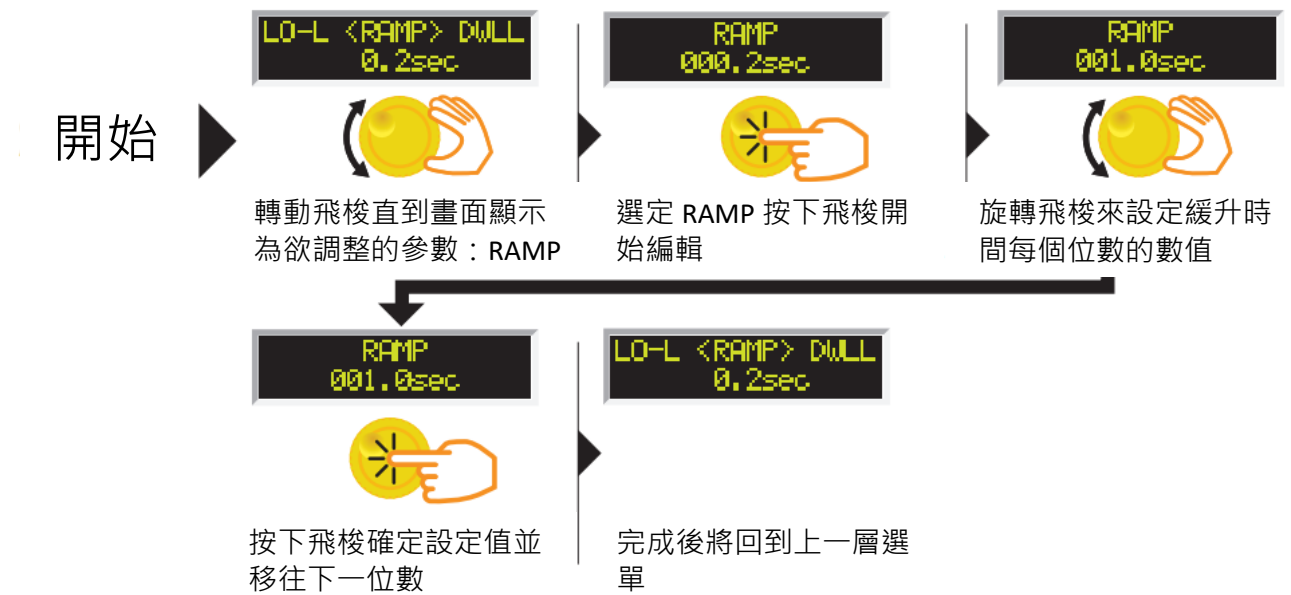 開始
LO-L <RAMP> DWLL
0.2sec
轉動飛梭直到畫面顯示
為欲調整的參數：RAMP
RAMP
000.2sec
選定 RAMP 按下飛梭開
始編輯
RAMP
001.0sec
旋轉飛梭來設定緩升時
間每個位數的數值
RAMP
001.0sec
按下飛梭確定設定值並
移往下一位數
LO-L <RAMP> DWLL
0.2sec
完成後將回到上一層選
單